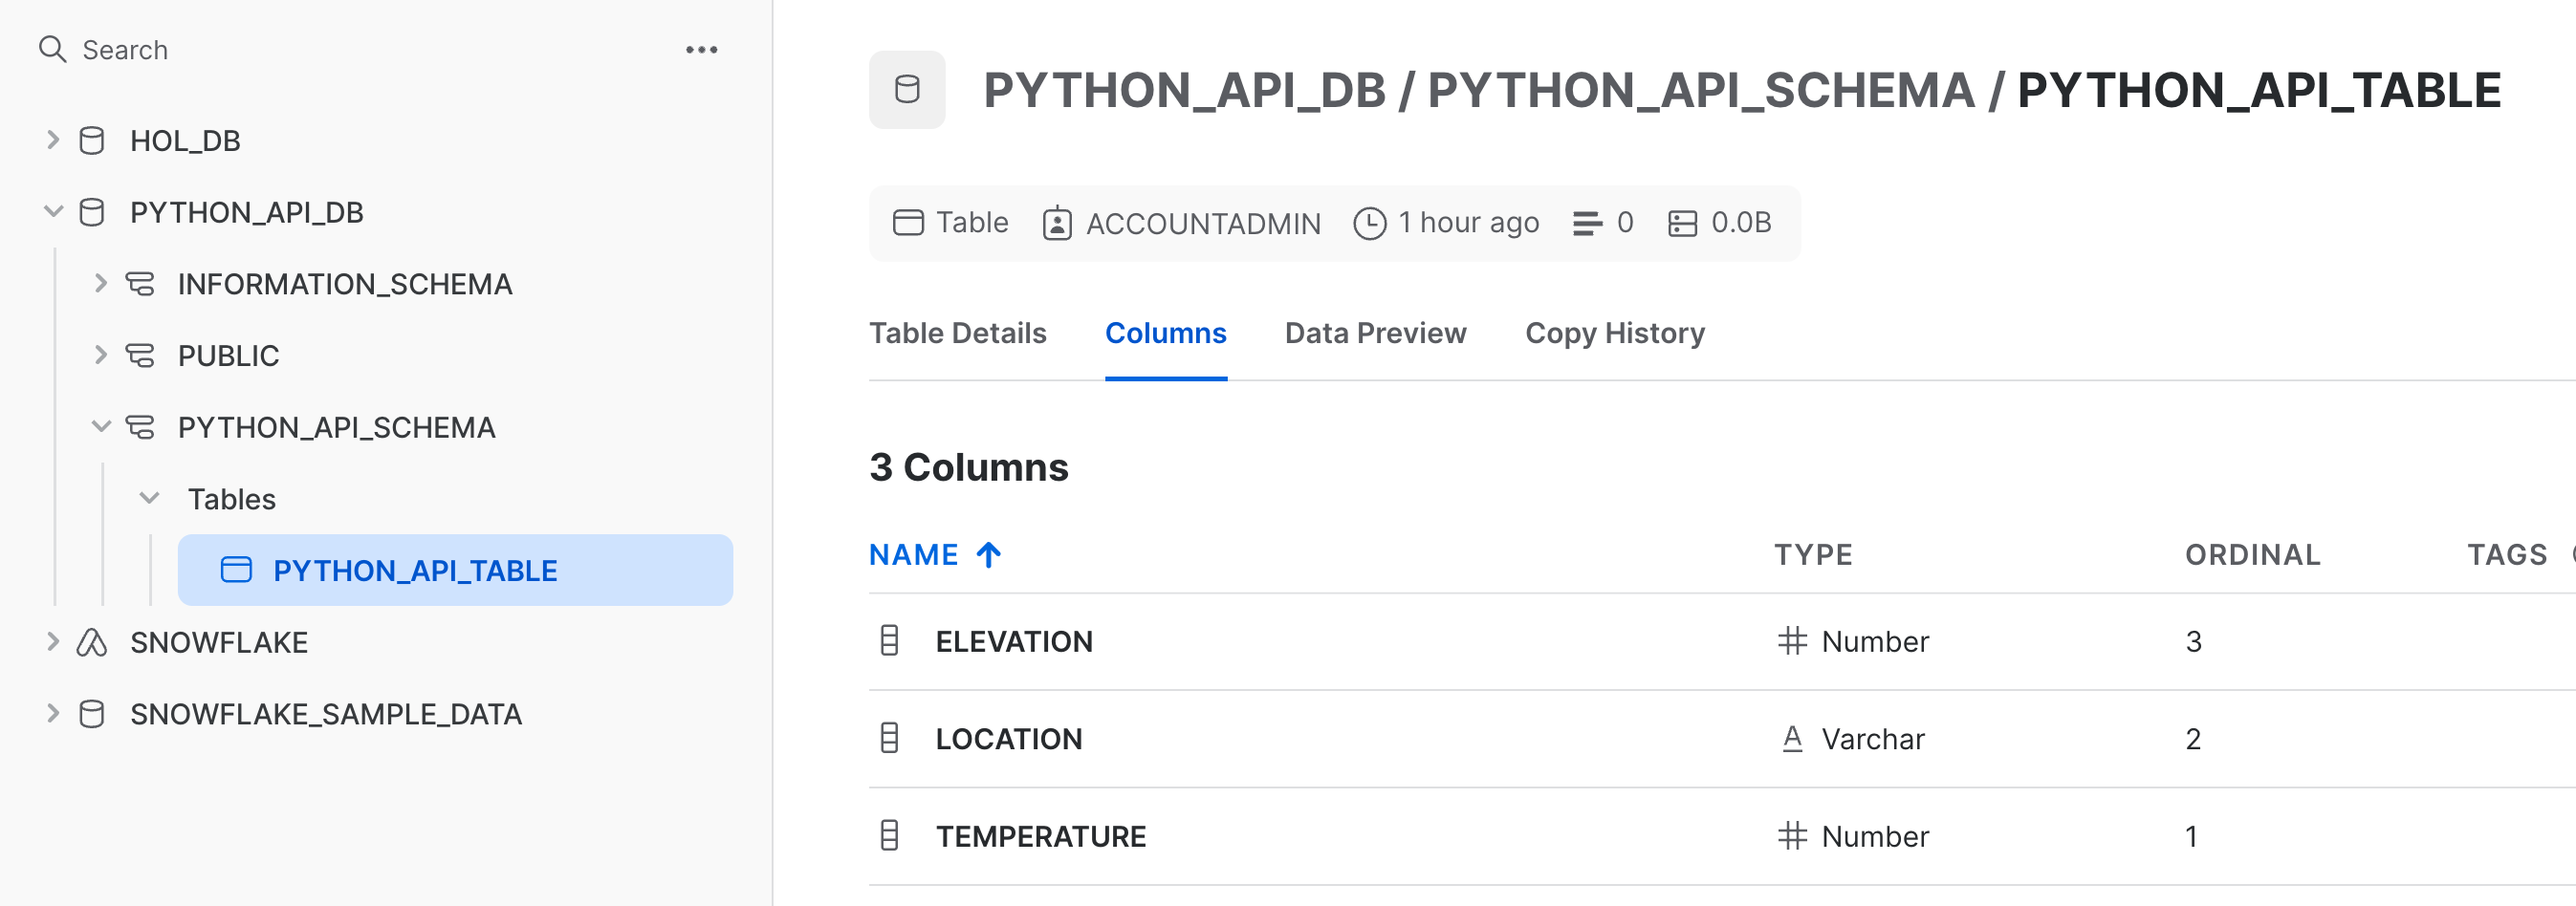 Search
HOL_DB
PYTHON_API_DB
INFORMATION_SCHEMA
PUBLIC
PYTHON_API_SCHEMA
Tables
PYTHON_API_TABLE
SNOWFLAKE
SNOWFLAKE_SAMPLE_DATA
PYTHON_API_DB / PYTHON_API_SCHEMA / PYTHON_API_TABLE
Table ACCOUNTADMIN 1 hour ago 0 0.0B
Table Details Columns Data Preview Copy History
3 Columns
NAME TYPE ORDINAL TAGS
ELEVATION Number 3
LOCATION Varchar 2
TEMPERATURE Number 1